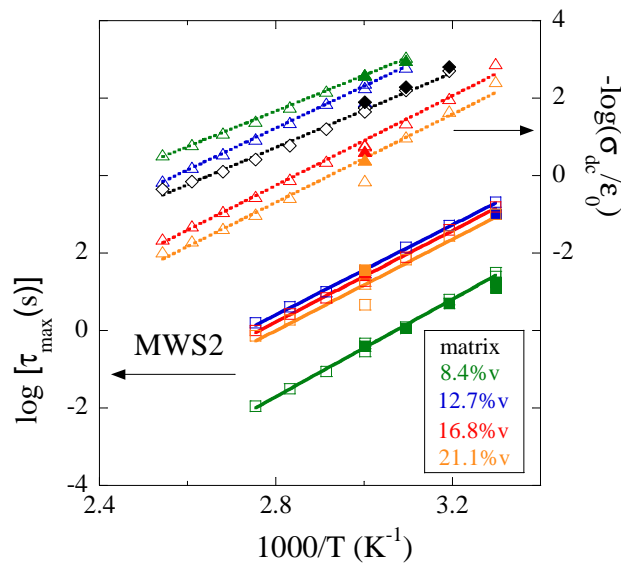 4
2
0
-2
-log(σdc/ε0)
log [τmax(s)]
2
0
-2
-4
MWS2
matrix
8.4%v
12.7%v
16.8%v
21.1%v
2.4 2.8 3.2
1000/T (K-1)